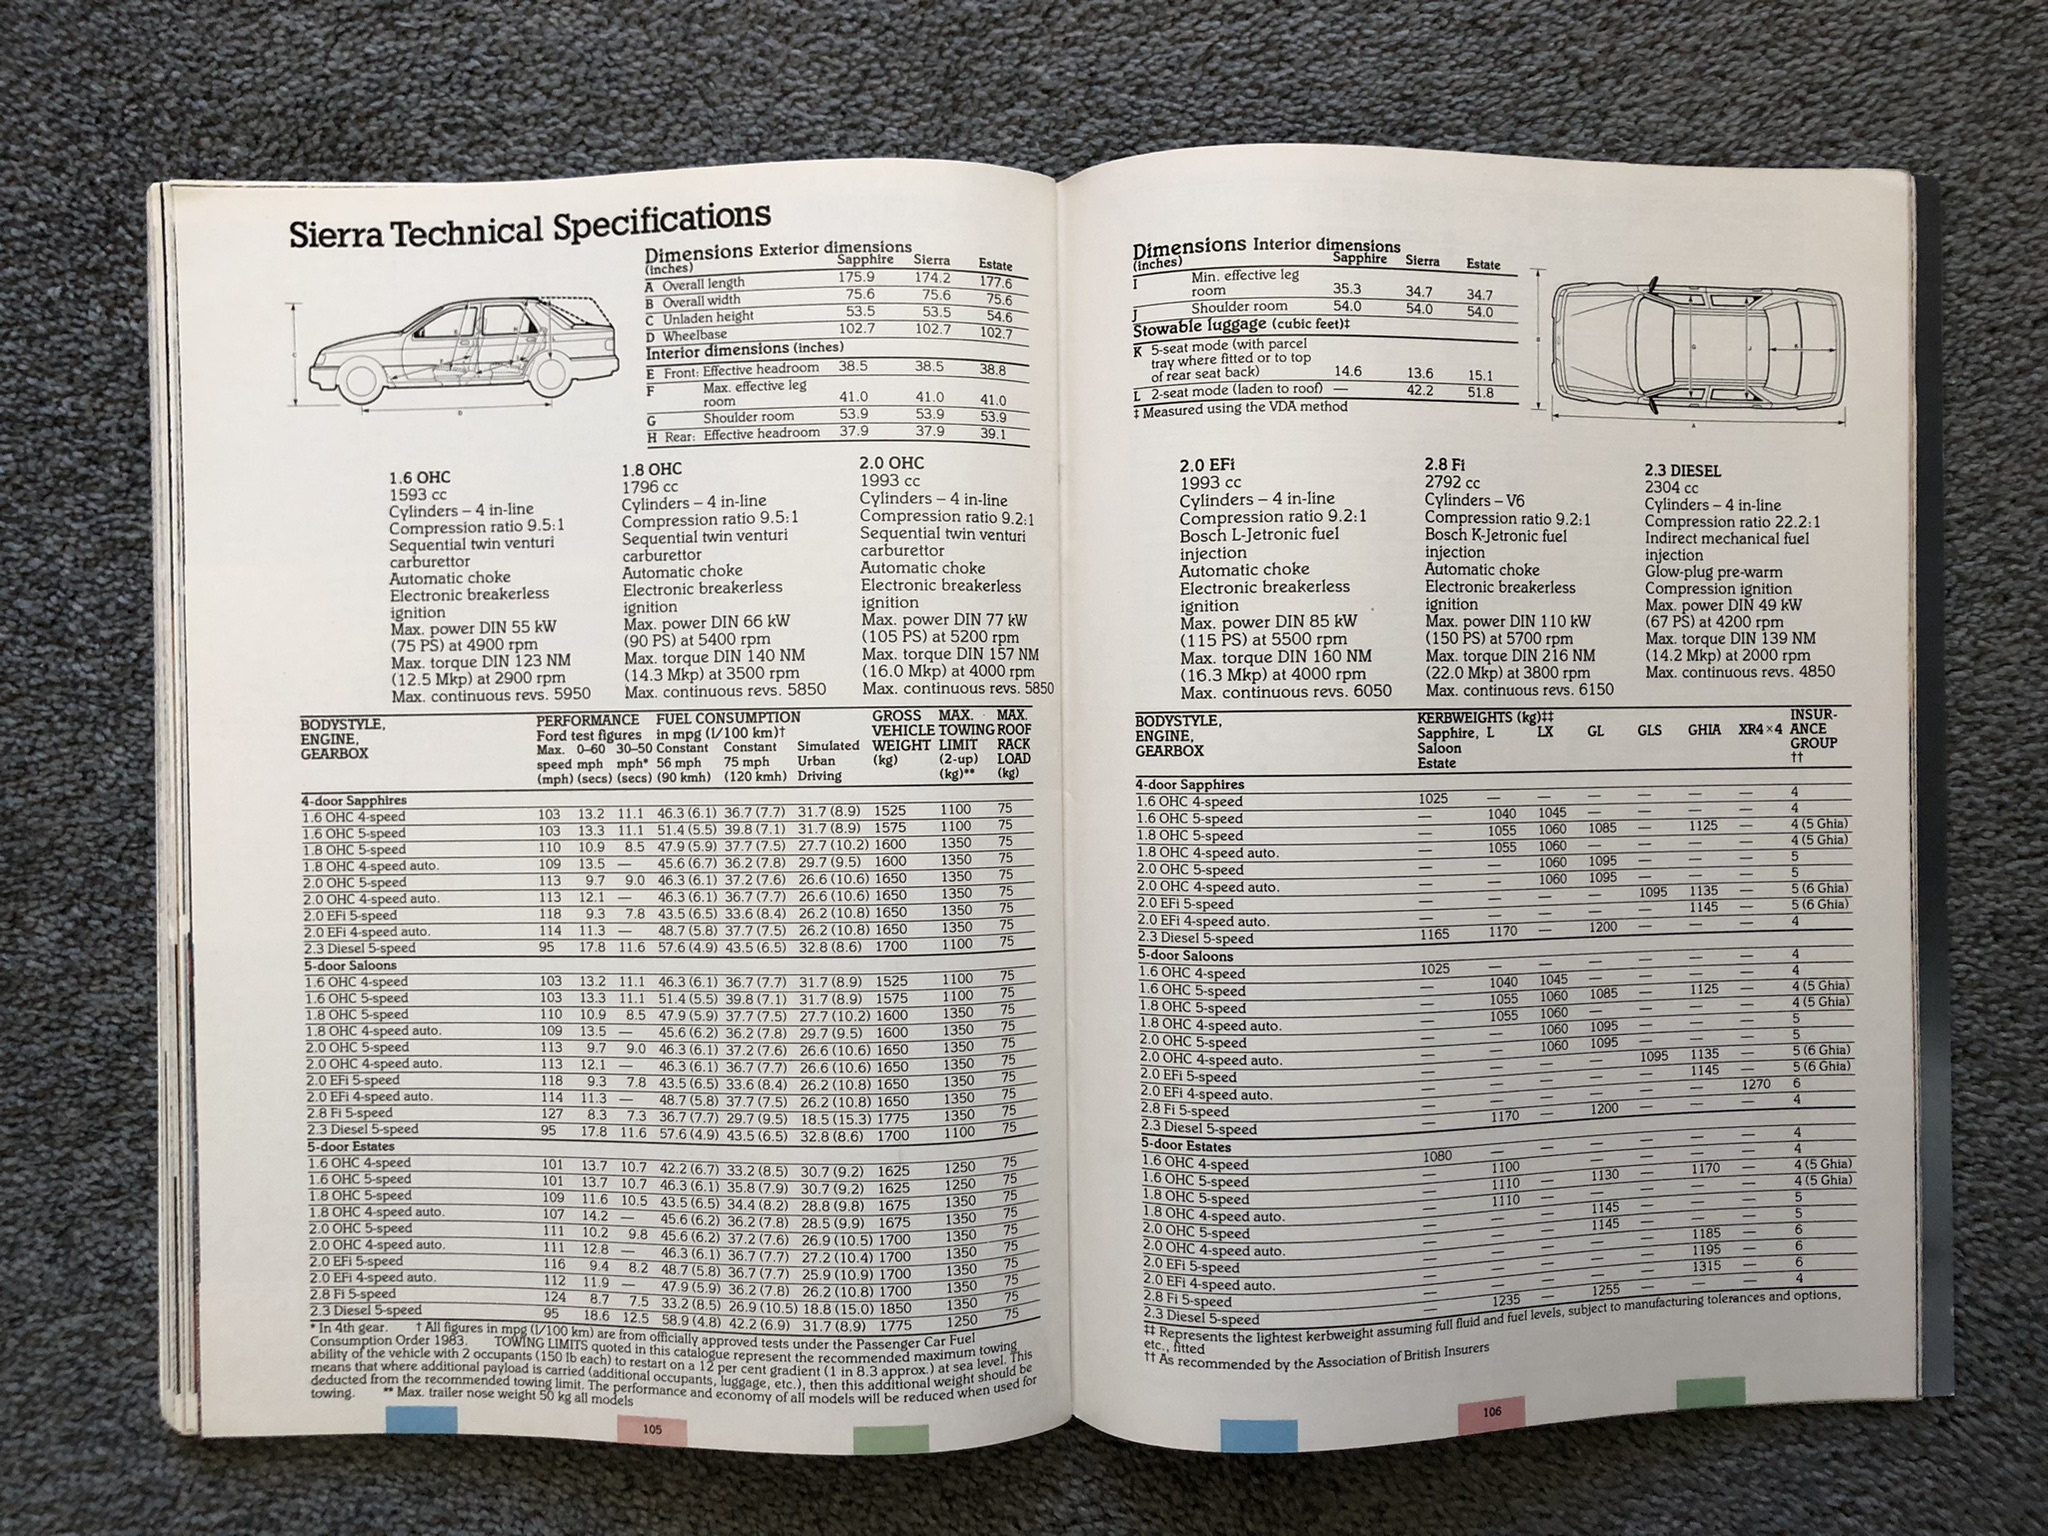 Sierra Technical Specifications
Dimensions Exterior dimensions
(inches) Sapphire Sierra Estate
A Overall length 175.9 174.2 177.6
B Overall width 75.6 75.6 75.6
C Unladen height 53.5 53.5 54.6
D Wheelbase 102.7 102.7 102.7
Interior dimensions (inches)
E Front: Effective headroom 38.5 38.5 38.8
F Max. effective leg
room 41.0 41.0 41.0
G Shoulder room 53.9 53.9 53.9
H Rear: Effective headroom 37.9 37.9 39.1
1.6 OHC
1593 cc
Cylinders – 4 in-line
Compression ratio 9.5:1
Sequential twin venturi
carburettor
Automatic choke
Electronic breakerless
ignition
Max. power DIN 55 kW
(75 PS) at 4900 rpm
Max. torque DIN 123 NM
(12.5 Mkp) at 2900 rpm
Max. continuous revs. 5950
1.8 OHC
1796 cc
Cylinders – 4 in-line
Compression ratio 9.5:1
Sequential twin venturi
carburettor
Automatic choke
Electronic breakerless
ignition
Max. power DIN 66 kW
(90 PS) at 5400 rpm
Max. torque DIN 140 NM
(14.3 Mkp) at 3500 rpm
Max. continuous revs. 5850
2.0 OHC
1993 cc
Cylinders – 4 in-line
Compression ratio 9.2:1
Sequential twin venturi
carburettor
Automatic choke
Electronic breakerless
ignition
Max. power DIN 77 kW
(105 PS) at 5200 rpm
Max. torque DIN 157 NM
(16.0 Mkp) at 4000 rpm
Max. continuous revs. 5850
BODYSTYLE,
ENGINE,
GEARBOX
PERFORMANCE
Ford test figures
Max. speed (mph)
0–60 mph (secs)
30–50 mph* (secs)
FUEL CONSUMPTION
in mpg (l/100 km)†
Constant 56 mph (90 kmh)
Constant 75 mph (120 kmh)
Simulated Urban Driving
GROSS VEHICLE WEIGHT (kg)
MAX. TOWING LIMIT (2-up) (kg)**
MAX. ROOF RACK LOAD (kg)
4-door Sapphires
1.6 OHC 4-speed 103 13.2 11.1 46.3 (6.1) 36.7 (7.7) 31.7 (8.9) 1525 1100 75
1.6 OHC 5-speed 103 13.3 11.1 51.4 (5.5) 39.8 (7.1) 31.7 (8.9) 1575 1100 75
1.8 OHC 5-speed 110 10.9 8.5 47.9 (5.9) 37.7 (7.5) 27.7 (10.2) 1600 1350 75
1.8 OHC 4-speed auto. 109 13.5 — 45.6 (6.7) 36.2 (7.8) 29.7 (9.5) 1600 1350 75
2.0 OHC 5-speed 113 9.7 9.0 46.3 (6.1) 37.2 (7.6) 26.6 (10.6) 1650 1350 75
2.0 OHC 4-speed auto. 113 12.1 — 46.3 (6.1) 36.7 (7.7) 26.6 (10.6) 1650 1350 75
2.0 EFi 5-speed 118 9.3 7.8 43.5 (6.5) 33.6 (8.4) 26.2 (10.8) 1650 1350 75
2.0 EFi 4-speed auto. 114 11.3 — 48.7 (5.8) 37.7 (7.5) 26.2 (10.8) 1650 1350 75
2.3 Diesel 5-speed 95 17.8 11.6 57.6 (4.9) 43.5 (6.5) 32.8 (8.6) 1700 1100 75
5-door Saloons
1.6 OHC 4-speed 103 13.2 11.1 46.3 (6.1) 36.7 (7.7) 31.7 (8.9) 1525 1100 75
1.6 OHC 5-speed 103 13.3 11.1 51.4 (5.5) 39.8 (7.1) 31.7 (8.9) 1575 1100 75
1.8 OHC 5-speed 110 10.9 8.5 47.9 (5.9) 37.7 (7.5) 27.7 (10.2) 1600 1350 75
1.8 OHC 4-speed auto. 109 13.5 — 45.6 (6.2) 36.2 (7.8) 29.7 (9.5) 1600 1350 75
2.0 OHC 5-speed 113 9.7 9.0 46.3 (6.1) 37.2 (7.6) 26.6 (10.6) 1650 1350 75
2.0 OHC 4-speed auto. 113 12.1 — 46.3 (6.1) 36.7 (7.7) 26.6 (10.6) 1650 1350 75
2.0 EFi 5-speed 118 9.3 7.8 43.5 (6.5) 33.6 (8.4) 26.2 (10.8) 1650 1350 75
2.0 EFi 4-speed auto. 114 11.3 — 48.7 (5.8) 37.7 (7.5) 26.2 (10.8) 1650 1350 75
2.8 Fi 5-speed 127 8.3 7.3 36.7 (7.7) 29.7 (9.5) 18.5 (15.3) 1775 1350 75
2.3 Diesel 5-speed 95 17.8 11.6 57.6 (4.9) 43.5 (6.5) 32.8 (8.6) 1700 1100 75
5-door Estates
1.6 OHC 4-speed 101 13.7 10.7 42.2 (6.7) 33.2 (8.5) 30.7 (9.2) 1625 1250 75
1.6 OHC 5-speed 101 13.7 10.7 46.3 (6.1) 35.8 (7.9) 30.7 (9.2) 1625 1250 75
1.8 OHC 5-speed 109 11.6 10.5 43.5 (6.5) 34.4 (8.2) 28.8 (9.8) 1675 1350 75
1.8 OHC 4-speed auto. 107 14.2 — 45.6 (6.2) 36.2 (7.8) 28.5 (9.9) 1675 1350 75
2.0 OHC 5-speed 111 10.2 9.8 45.6 (6.2) 37.2 (7.6) 26.9 (10.5) 1700 1350 75
2.0 OHC 4-speed auto. 111 12.8 — 46.3 (6.1) 36.7 (7.7) 27.2 (10.4) 1700 1350 75
2.0 EFi 5-speed 116 9.4 8.2 48.7 (5.8) 36.7 (7.7) 25.9 (10.9) 1700 1350 75
2.0 EFi 4-speed auto. 112 11.9 — 47.9 (5.9) 36.2 (7.8) 26.2 (10.8) 1700 1350 75
2.8 Fi 5-speed 124 8.7 7.5 33.2 (8.5) 26.9 (10.5) 18.8 (15.0) 1850 1350 75
2.3 Diesel 5-speed 95 18.6 12.5 58.9 (4.8) 42.2 (6.9) 31.7 (8.9) 1775 1250 75
* In 4th gear. † All figures in mpg (l/100 km) are from officially approved tests under the Passenger Car Fuel
Consumption Order 1983. TOWING LIMITS quoted in this catalogue represent the recommended maximum towing
ability of the vehicle with 2 occupants (150 lb each) to restart on a 12 per cent gradient (1 in 8.3 approx.) at sea level. This
means that where additional payload is carried (additional occupants, luggage, etc.), then this additional weight should be
deducted from the recommended towing limit. The performance and economy of all models will be reduced when used for
towing. ** Max. trailer nose weight 50 kg all models
105
Dimensions Interior dimensions
(inches) Sapphire Sierra Estate
I Min. effective leg
room 35.3 34.7 34.7
J Shoulder room 54.0 54.0 54.0
Stowable luggage (cubic feet)‡
K 5-seat mode (with parcel
tray where fitted or to top
of rear seat back) 14.6 13.6 15.1
L 2-seat mode (laden to roof) — 42.2 51.8
‡ Measured using the VDA method
2.0 EFi
1993 cc
Cylinders – 4 in-line
Compression ratio 9.2:1
Bosch L-Jetronic fuel
injection
Automatic choke
Electronic breakerless
ignition
Max. power DIN 85 kW
(115 PS) at 5500 rpm
Max. torque DIN 160 NM
(16.3 Mkp) at 4000 rpm
Max. continuous revs. 6050
2.8 Fi
2792 cc
Cylinders – V6
Compression ratio 9.2:1
Bosch K-Jetronic fuel
injection
Automatic choke
Electronic breakerless
ignition
Max. power DIN 110 kW
(150 PS) at 5700 rpm
Max. torque DIN 216 NM
(22.0 Mkp) at 3800 rpm
Max. continuous revs. 6150
2.3 DIESEL
2304 cc
Cylinders – 4 in-line
Compression ratio 22.2:1
Indirect mechanical fuel
injection
Glow-plug pre-warm
Compression ignition
Max. power DIN 49 kW
(67 PS) at 4200 rpm
Max. torque DIN 139 NM
(14.2 Mkp) at 2000 rpm
Max. continuous revs. 4850
BODYSTYLE,
ENGINE,
GEARBOX
KERBWEIGHTS (kg)‡‡
Sapphire, Saloon Estate
L LX GL GLS GHIA XR4×4
INSURANCE GROUP ††
4-door Sapphires
1.6 OHC 4-speed 1025 — — — — — — 4
1.6 OHC 5-speed — 1040 1045 — — — — 4
1.8 OHC 5-speed — 1055 1060 1085 — 1125 — 4 (5 Ghia)
1.8 OHC 4-speed auto. — 1055 1060 — — — — 4 (5 Ghia)
2.0 OHC 5-speed — — 1060 1095 — — — 5
2.0 OHC 4-speed auto. — — 1060 1095 — — — 5
2.0 EFi 5-speed — — — — 1095 1135 — 5 (6 Ghia)
2.0 EFi 4-speed auto. — — — — — 1145 — 5 (6 Ghia)
2.3 Diesel 5-speed 1165 1170 — 1200 — — — 4
5-door Saloons
1.6 OHC 4-speed 1025 — — — — — — 4
1.6 OHC 5-speed — 1040 1045 — — — — 4
1.8 OHC 5-speed — 1055 1060 1085 — 1125 — 4 (5 Ghia)
1.8 OHC 4-speed auto. — 1055 1060 — — — — 4 (5 Ghia)
2.0 OHC 5-speed — — 1060 1095 — — — 5
2.0 OHC 4-speed auto. — — 1060 1095 — — — 5
2.0 EFi 5-speed — — — — 1095 1135 — 5 (6 Ghia)
2.0 EFi 4-speed auto. — — — — — 1145 — 5 (6 Ghia)
2.8 Fi 5-speed — — — — — — 1270 6
2.3 Diesel 5-speed — 1170 — 1200 — — — 4
5-door Estates
1.6 OHC 4-speed 1080 — — — — — — 4
1.6 OHC 5-speed — 1100 — — — — — 4
1.8 OHC 5-speed — 1110 — 1130 — 1170 — 4 (5 Ghia)
1.8 OHC 4-speed auto. — 1110 — — — — — 4 (5 Ghia)
2.0 OHC 5-speed — — — 1145 — — — 5
2.0 OHC 4-speed auto. — — — 1145 — — — 5
2.0 EFi 5-speed — — — — — 1185 — 6
2.0 EFi 4-speed auto. — — — — — 1195 — 6
2.8 Fi 5-speed — — — — — 1315 — 6
2.3 Diesel 5-speed — 1235 — 1255 — — — 4
‡‡ Represents the lightest kerbweight assuming full fluid and fuel levels, subject to manufacturing tolerances and options,
etc., fitted
†† As recommended by the Association of British Insurers
106